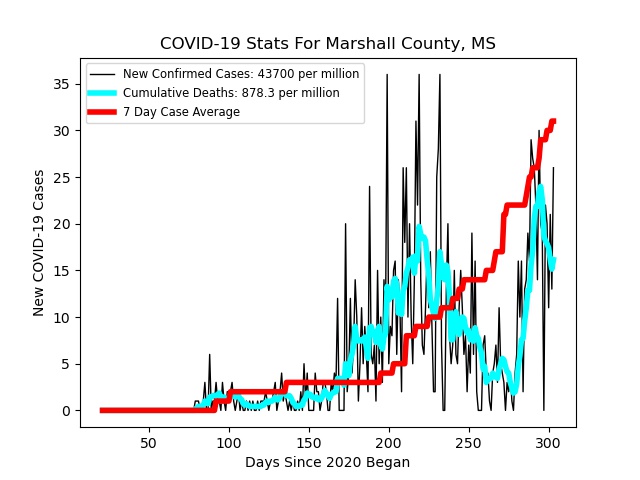 COVID-19 Stats For Marshall County, MS
New Confirmed Cases: 43700 per million
Cumulative Deaths: 878.3 per million
7 Day Case Average
35
30
25
20
15
10
5
0
New COVID-19 Cases
50 100 150 200 250 300
Days Since 2020 Began